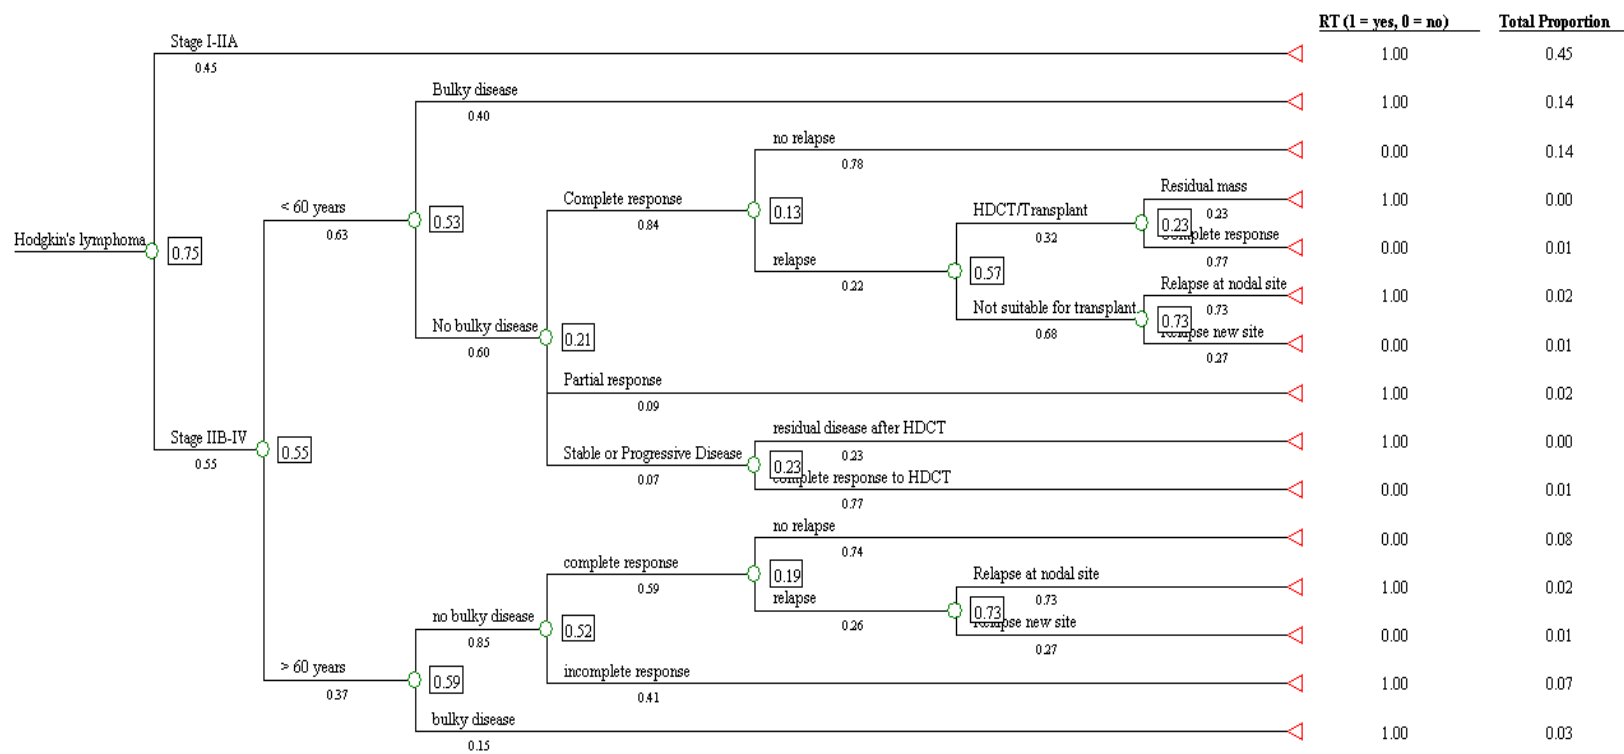 RT (1 = yes, 0 = no) Total Proportion
Stage I-IIA
0.45
1.00 0.45
Bulky disease
0.40
1.00 0.14
no relapse
0.78
0.00 0.14
Residual mass
0.23
1.00 0.00
< 60 years
0.63
0.53
Complete response
0.84
0.13
HDCT/Transplant
0.32
0.23
Complete response
0.77
0.00 0.01
Hodgkin's lymphoma
0.75
relapse
0.22
0.57
Relapse at nodal site
0.73
1.00 0.02
Not suitable for transplant
0.68
0.73
Relapse new site
0.27
0.00 0.01
No bulky disease
0.60
0.21
Partial response
0.09
1.00 0.02
Stage IIB-IV
0.55
0.55
residual disease after HDCT
0.23
1.00 0.00
Stable or Progressive Disease
0.07
0.23
complete response to HDCT
0.77
0.00 0.01
no relapse
0.74
0.00 0.08
complete response
0.59
0.19
relapse
0.26
Relapse at nodal site
0.73
1.00 0.02
0.73
Relapse new site
0.27
0.00 0.01
no bulky disease
0.85
0.52
> 60 years
0.37
0.59
incomplete response
0.41
1.00 0.07
bulky disease
0.15
1.00 0.03